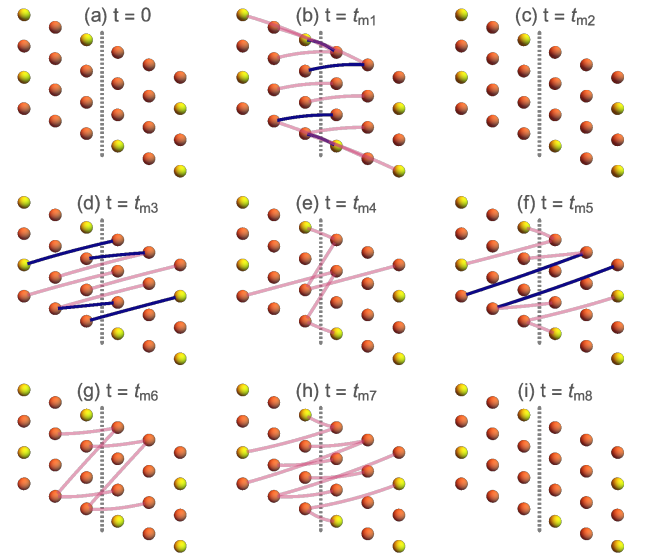 (a) t = 0
(b) t = tm1
(c) t = tm2
(d) t = tm3
(e) t = tm4
(f) t = tm5
(g) t = tm6
(h) t = tm7
(i) t = tm8